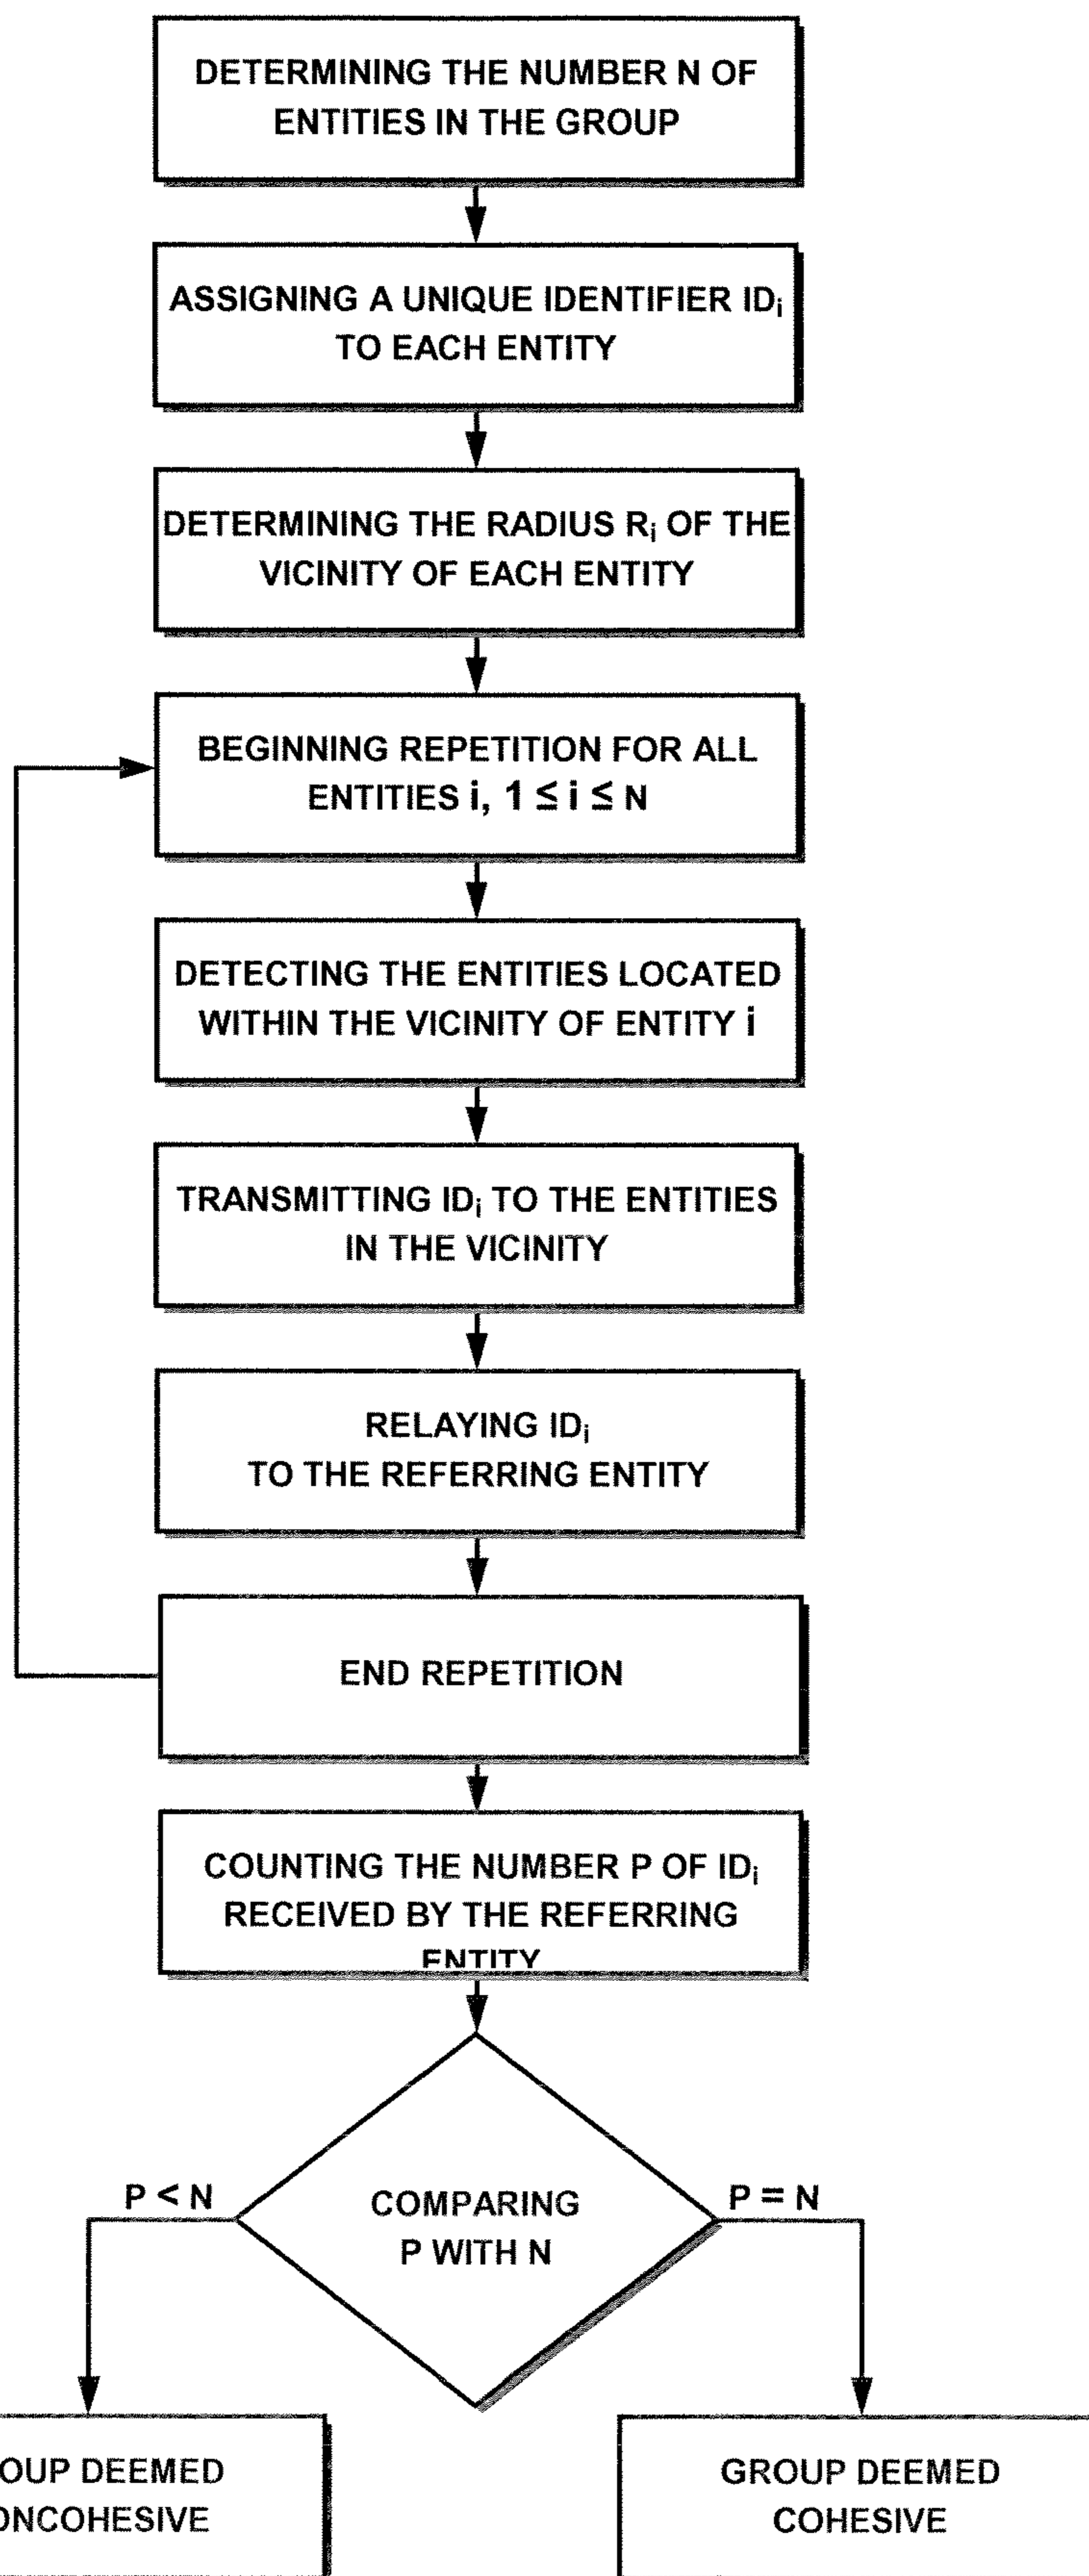 DETERMINING THE NUMBER N OF
ENTITIES IN THE GROUP
ASSIGNING A UNIQUE IDENTIFIER IDi
TO EACH ENTITY
DETERMINING THE RADIUS Ri OF THE
VICINITY OF EACH ENTITY
BEGINNING REPETITION FOR ALL
ENTITIES i, 1 ≤ i ≤ N
DETECTING THE ENTITIES LOCATED
WITHIN THE VICINITY OF ENTITY i
TRANSMITTING IDi TO THE ENTITIES
IN THE VICINITY
RELAYING IDi
TO THE REFERRING ENTITY
END REPETITION
COUNTING THE NUMBER P OF IDi
RECEIVED BY THE REFERRING
ENTITY
P < N
COMPARING
P WITH N
P = N
OUP DEEMED
ONCOHESIVE
GROUP DEEMED
COHESIVE